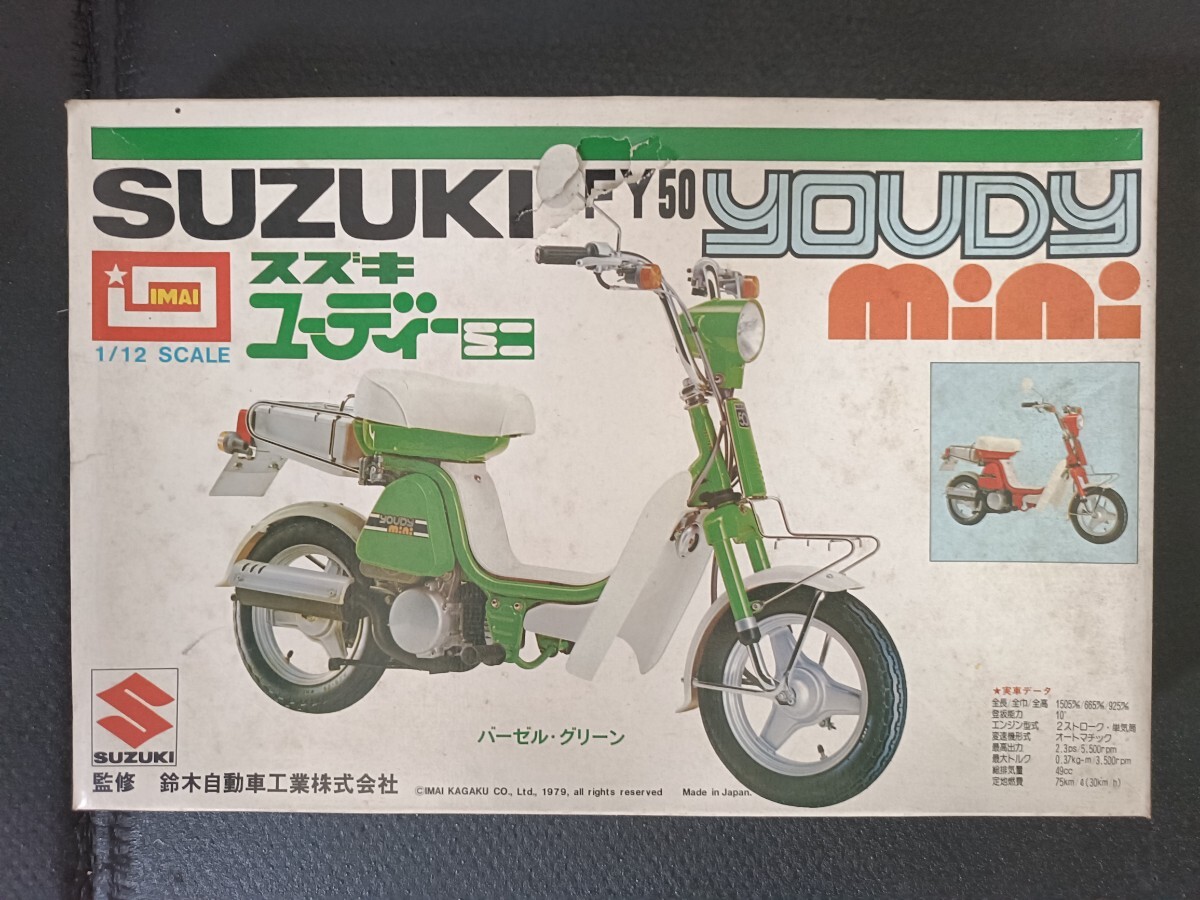 SUZUKI FY50 YOUDY
mini
スズキ
ユーディーミニ
IMAI
1/12 SCALE
YOUDY
mini
50
★実車データ
全長/全巾/全高 1505㎜/665㎜/925㎜
登坂能力 10°
エンジン型式 2ストローク・単気筒
変速機形式 オートマチック
最高出力 2.3ps/5,500rpm
最大トルク 0.37kg-m/3,500rpm
総排気量 49cc
定地燃費 75km/ℓ(30km/h)
バーゼル・グリーン
SUZUKI
監修 鈴木自動車工業株式会社
©IMAI KAGAKU CO., Ltd., 1979, all rights reserved Made in Japan.